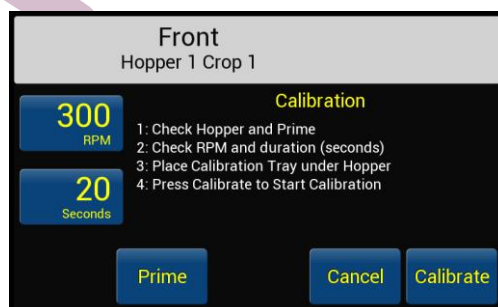 Front
Hopper 1 Crop 1
Calibration
300
RPM
1: Check Hopper and Prime
2: Check RPM and duration (seconds)
3: Place Calibration Tray under Hopper
4: Press Calibrate to Start Calibration
20
Seconds
Prime
Cancel
Calibrate